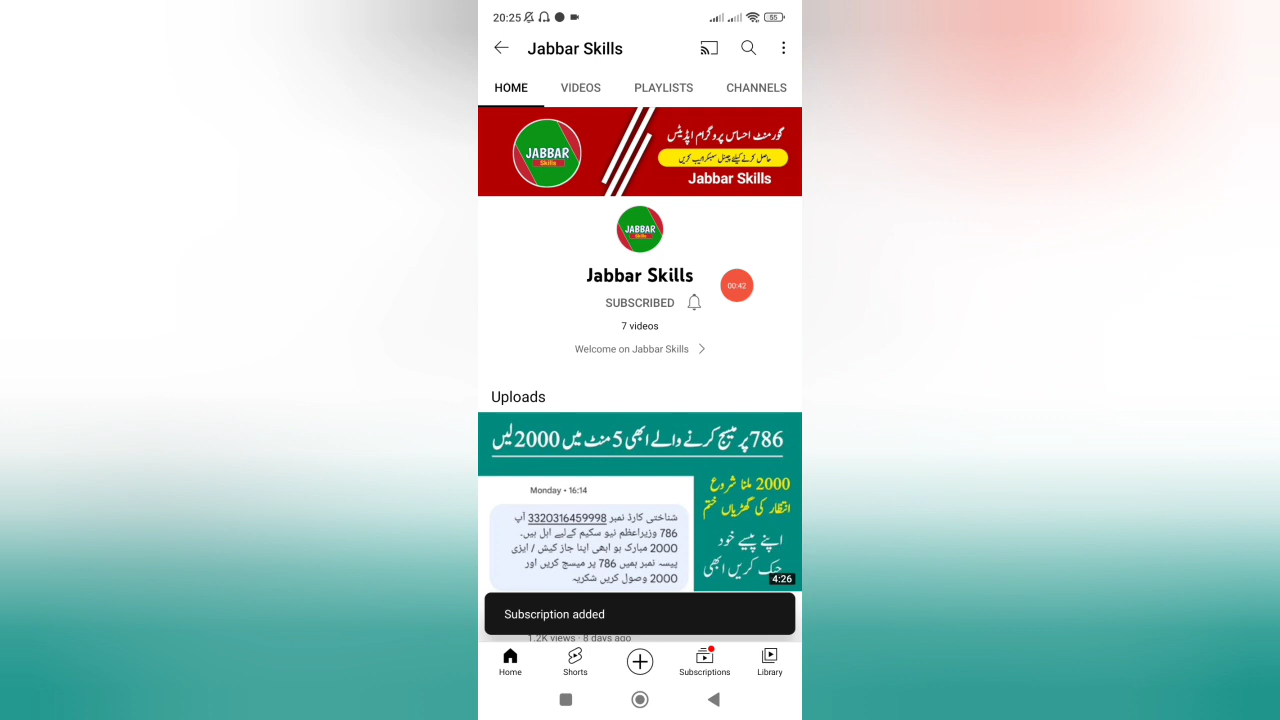 20:25
55
Jabbar Skills
HOME VIDEOS PLAYLISTS CHANNELS
JABBAR
Skills
گورمنٹ احساس پروگرام اپڈیٹس
حاصل کرنے کیلئے چینل سبسکرائیب کریں
Jabbar Skills
JABBAR
Skills
Jabbar Skills
00:42
SUBSCRIBED
7 videos
Welcome on Jabbar Skills
Uploads
786 پر میسج کرنے والے ابھی 5 منٹ میں 2000 لیں
Monday • 16:14
شناختی کارڈ نمبر 3320316459998 آپ
786 وزیراعظم نیو سکیم کےلیے اہل ہیں۔
2000 مبارک ہو ابھی اپنا جاز کیش / ایزی
پیسہ نمبر ہمیں 786 پر میسج کریں اور
2000 وصول کریں شکریہ
2000 ملنا شروع
انتظار کی گھڑیاں ختم
اپنے پیسے خود
چیک کریں ابھی
4:26
Subscription added
1.2K views · 8 days ago
Home Shorts Subscriptions Library